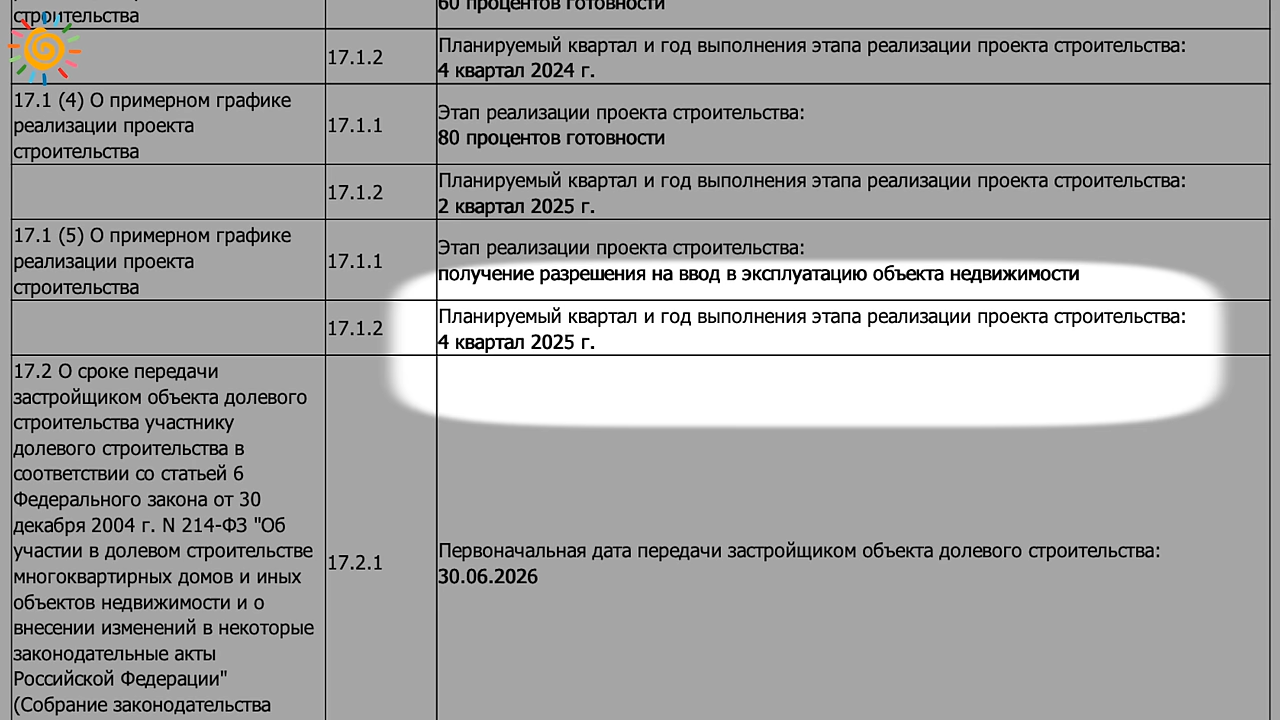 строительства
60 процентов готовности
17.1.2
Планируемый квартал и год выполнения этапа реализации проекта строительства:
4 квартал 2024 г.
17.1 (4) О примерном графике
реализации проекта
строительства
17.1.1
Этап реализации проекта строительства:
80 процентов готовности
17.1.2
Планируемый квартал и год выполнения этапа реализации проекта строительства:
2 квартал 2025 г.
17.1 (5) О примерном графике
реализации проекта
строительства
17.1.1
Этап реализации проекта строительства:
получение разрешения на ввод в эксплуатацию объекта недвижимости
17.1.2
Планируемый квартал и год выполнения этапа реализации проекта строительства:
4 квартал 2025 г.
17.2 О сроке передачи
застройщиком объекта долевого
строительства участнику
долевого строительства в
соответствии со статьей 6
Федерального закона от 30
декабря 2004 г. N 214-ФЗ "Об
участии в долевом строительстве
многоквартирных домов и иных
объектов недвижимости и о
внесении изменений в некоторые
законодательные акты
Российской Федерации"
(Собрание законодательства
17.2.1
Первоначальная дата передачи застройщиком объекта долевого строительства:
30.06.2026